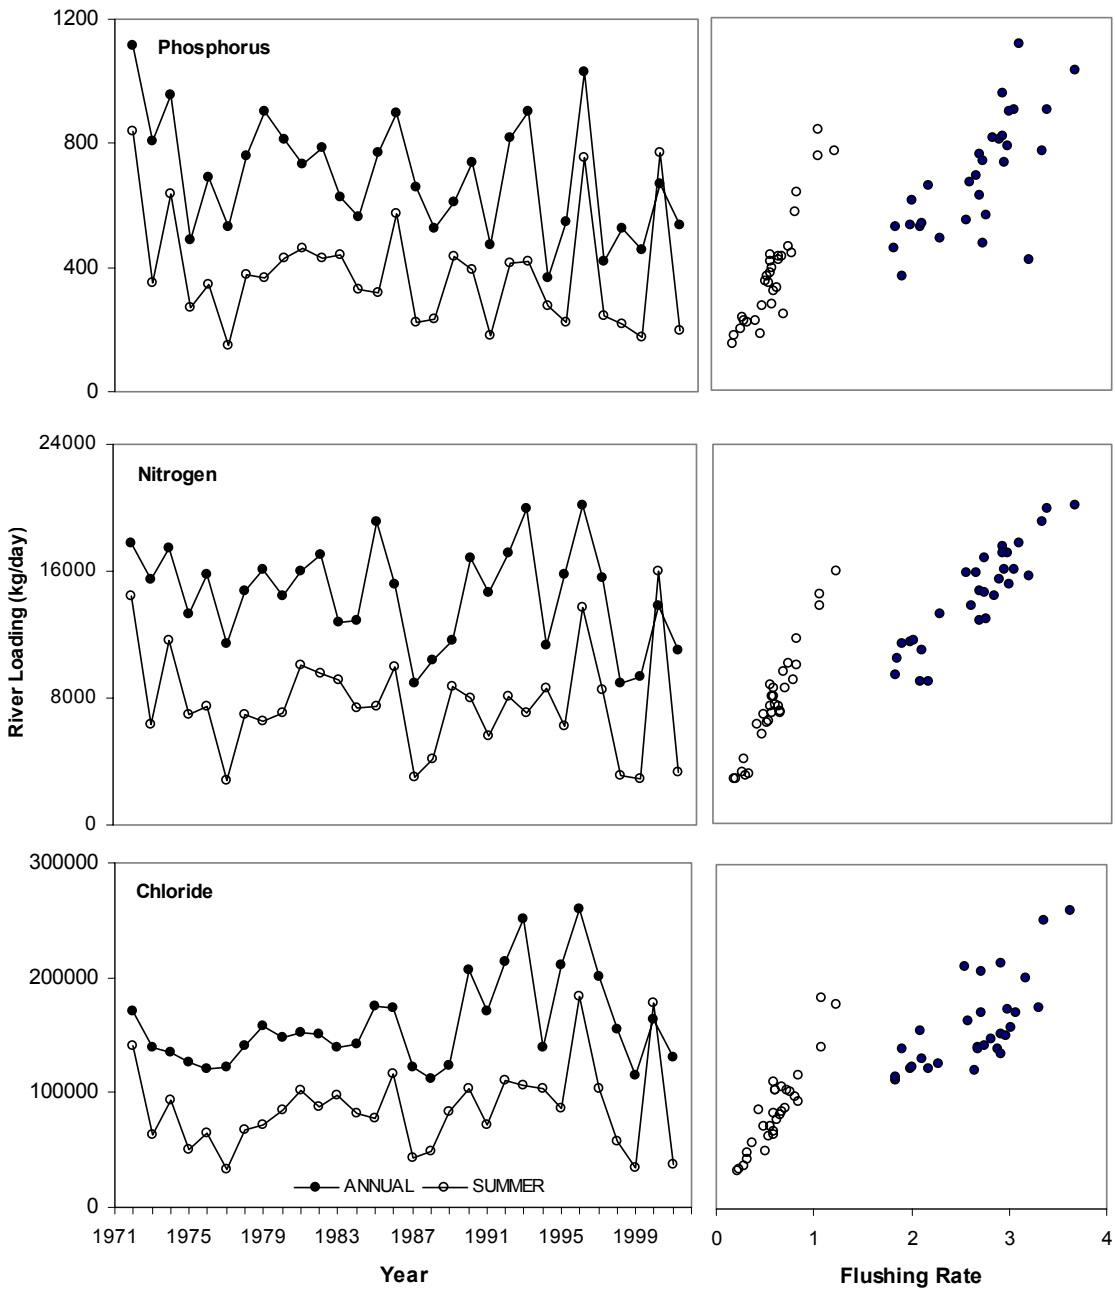 1200
Phosphorus
800
400
0
24000
Nitrogen
16000
8000
0
River Loading (kg/day)
300000
Chloride
200000
100000
0
ANNUAL SUMMER
1971 1975 1979 1983 1987 1991 1995 1999
Year
0 1 2 3 4
Flushing Rate